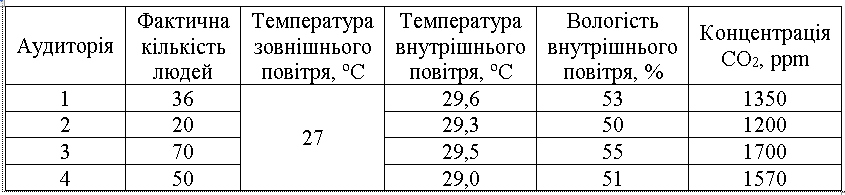 Аудиторія Фактична кількість людей Температура зовнішнього повітря, °С Температура внутрішнього повітря, °С Вологість внутрішнього повітря, % Концентрація СО₂, ppm
1 36 27 29,6 53 1350
2 20 29,3 50 1200
3 70 29,5 55 1700
4 50 29,0 51 1570